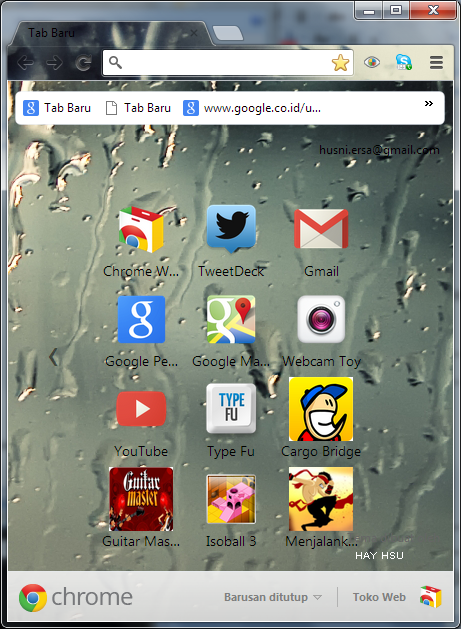 Tab Baru
Tab Baru
Tab Baru
www.google.co.id/u...
»
husni.ersa@gmail.com
Chrome W...
TweetDeck
Gmail
Google Pe...
Google Ma...
Webcam Toy
TYPE
FU
YouTube
Type Fu
Cargo Bridge
Guitar
master
Guitar Mas...
Isoball 3
Menjalank...
HAY HSU
chrome
Barusan ditutup
Toko Web